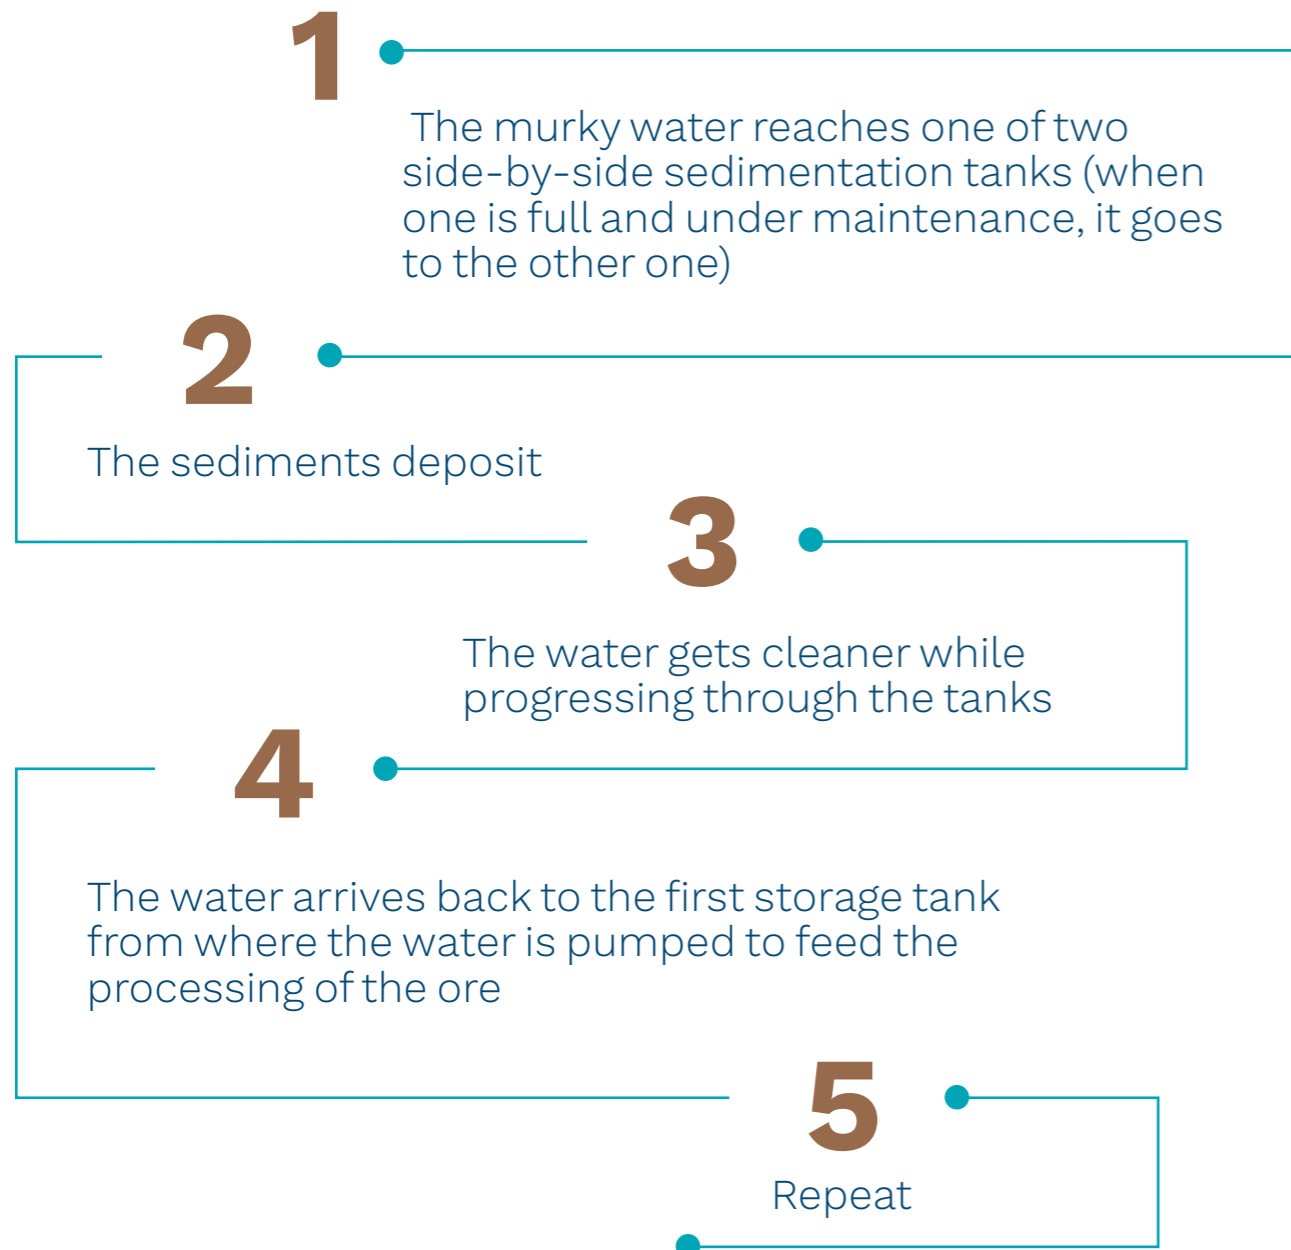 1
The murky water reaches one of two
side-by-side sedimentation tanks (when
one is full and under maintenance, it goes
to the other one)
2
The sediments deposit
3
The water gets cleaner while
progressing through the tanks
4
The water arrives back to the first storage tank
from where the water is pumped to feed the
processing of the ore
5
Repeat